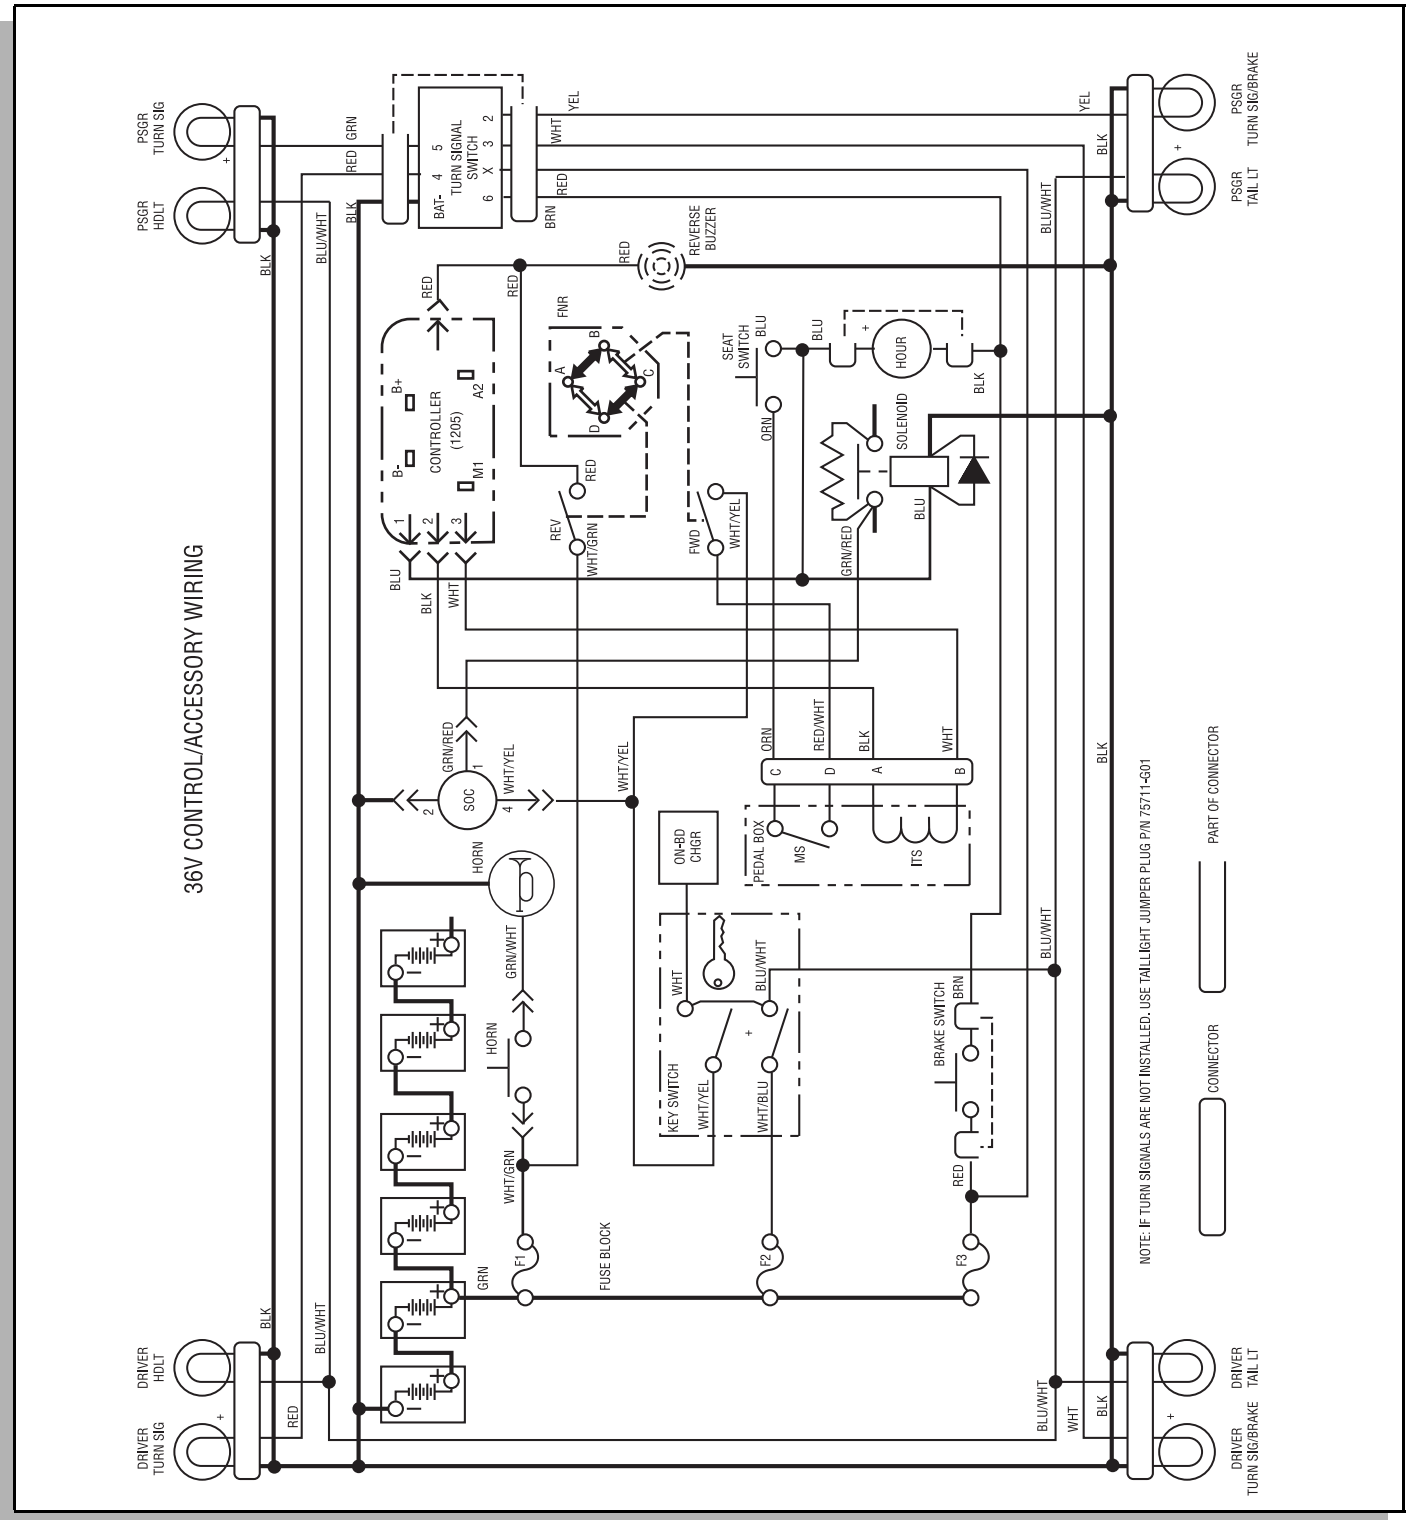 36V CONTROL/ACCESSORY WIRING
PSGR
TURN SIG
+
PSGR
HDLT
GRN
RED
BLK
BLU/WHT
BLK
5
4
BAT-
TURN SIGNAL
SWITCH
2
3
X
6
YEL
WHT
RED
BRN
YEL
BLK
BLU/WHT
PSGR
TURN SIG/BRAKE
+
PSGR
TAIL LT
RED
RED
RED
REVERSE
BUZZER
FNR
A
B
C
D
B+
B-
A2
M1
CONTROLLER
(1205)
1
2
3
BLU
BLK
WHT
RED
REV
WHT/GRN
FWD
WHT/YEL
SEAT
SWITCH
BLU
ORN
BLU
+
HOUR
BLK
SOLENOID
BLU
GRN/RED
GRN/RED
1
SOC
2
4
WHT/YEL
WHT/YEL
HORN
GRN/WHT
HORN
WHT/GRN
ON-BD
CHGR
ORN
RED/WHT
BLK
WHT
C
D
A
B
PEDAL BOX
MS
ITS
WHT
BLU/WHT
+
KEY SWITCH
WHT/YEL
WHT/BLU
BRAKE SWITCH
BRN
RED
BLU/WHT
BLK
+
+
+
+
+
+
GRN
F1
FUSE BLOCK
F2
F3
BLK
BLU/WHT
RED
DRIVER
HDLT
+
DRIVER
TURN SIG
BLU/WHT
WHT
BLK
DRIVER
TAIL LT
+
DRIVER
TURN SIG/BRAKE
NOTE: IF TURN SIGNALS ARE NOT INSTALLED. USE TAILLIGHT JUMPER PLUG P/N 75711-G01
CONNECTOR
PART OF CONNECTOR